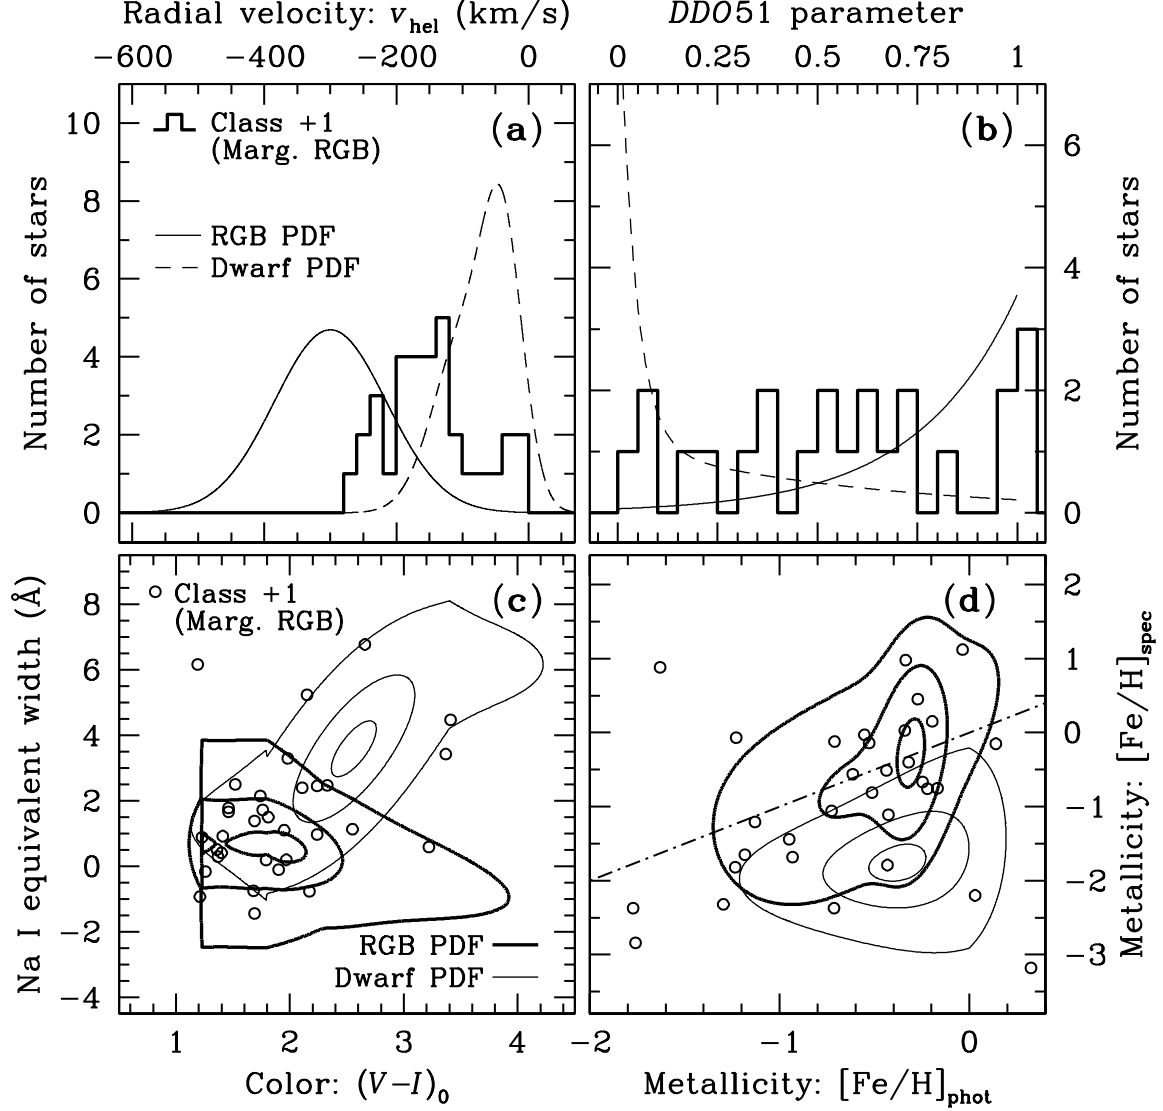 Radial velocity: v_hel (km/s)
DDO51 parameter
−600 −400 −200 0
0 0.25 0.5 0.75 1
Class +1
(Marg. RGB)
(a)
RGB PDF
Dwarf PDF
Number of stars
10
8
6
4
2
0
(b)
6
4
2
0
Number of stars
Class +1
(Marg. RGB)
(c)
RGB PDF
Dwarf PDF
Na I equivalent width (Å)
8
6
4
2
0
−2
−4
(d)
2
1
0
−1
−2
−3
Metallicity: [Fe/H]spec
1 2 3 4
−2 −1 0
Color: (V−I)0
Metallicity: [Fe/H]phot